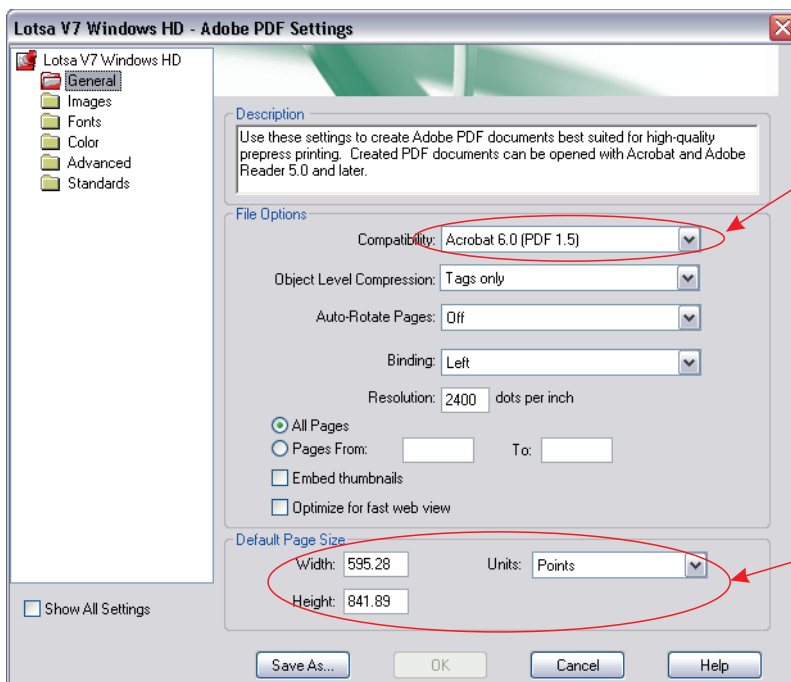 Lotsa V7 Windows HD - Adobe PDF Settings
Lotsa V7 Windows HD
General
Images
Fonts
Color
Advanced
Standards
Show All Settings
Description
Use these settings to create Adobe PDF documents best suited for high-quality
prepress printing. Created PDF documents can be opened with Acrobat and Adobe
Reader 5.0 and later.
File Options
Compatibility: Acrobat 6.0 (PDF 1.5)
Object Level Compression: Tags only
Auto-Rotate Pages: Off
Binding: Left
Resolution: 2400 dots per inch
All Pages
Pages From: To:
Embed thumbnails
Optimize for fast web view
Default Page Size
Width: 595.28 Units: Points
Height: 841.89
Save As... OK Cancel Help